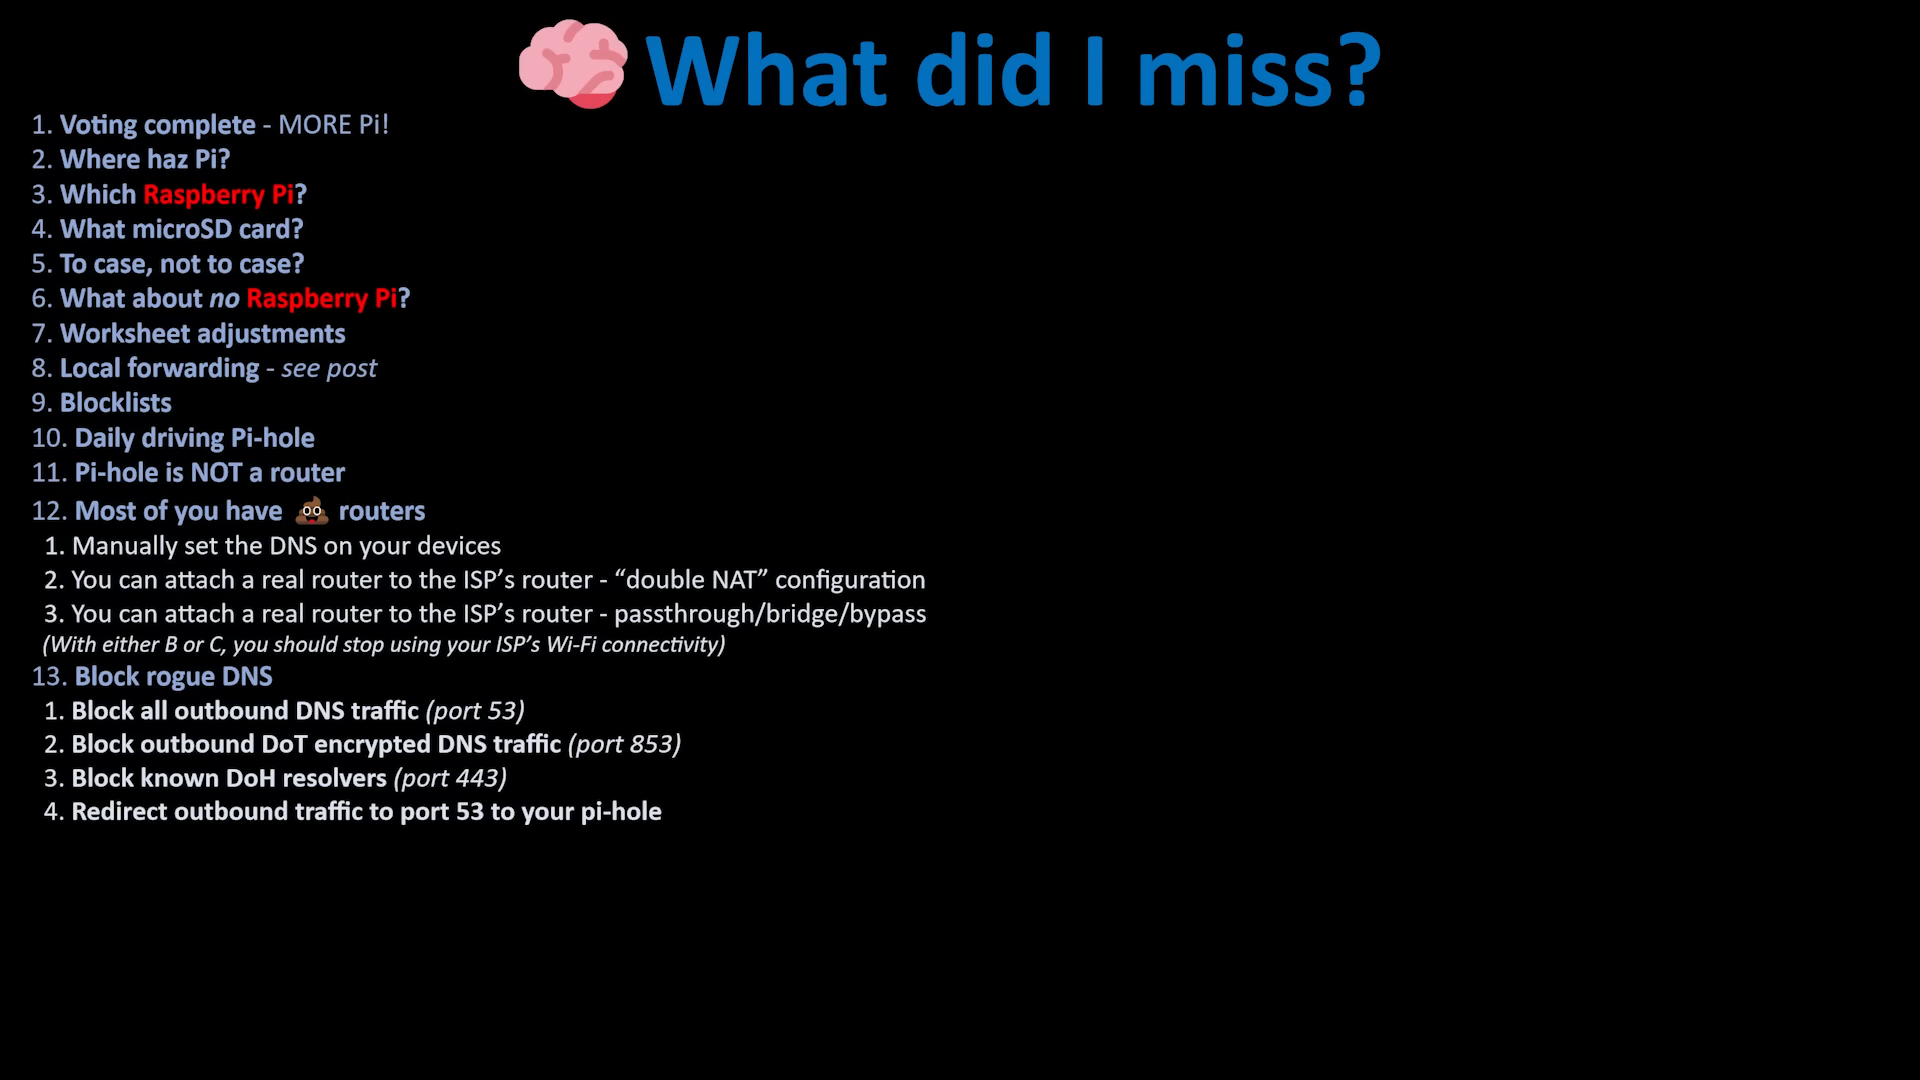 What did I miss?
1. Voting complete - MORE Pi!
2. Where haz Pi?
3. Which Raspberry Pi?
4. What microSD card?
5. To case, not to case?
6. What about no Raspberry Pi?
7. Worksheet adjustments
8. Local forwarding - see post
9. Blocklists
10. Daily driving Pi-hole
11. Pi-hole is NOT a router
12. Most of you have 💩 routers
1. Manually set the DNS on your devices
2. You can attach a real router to the ISP’s router - “double NAT” configuration
3. You can attach a real router to the ISP’s router - passthrough/bridge/bypass
(With either B or C, you should stop using your ISP’s Wi-Fi connectivity)
13. Block rogue DNS
1. Block all outbound DNS traffic (port 53)
2. Block outbound DoT encrypted DNS traffic (port 853)
3. Block known DoH resolvers (port 443)
4. Redirect outbound traffic to port 53 to your pi-hole